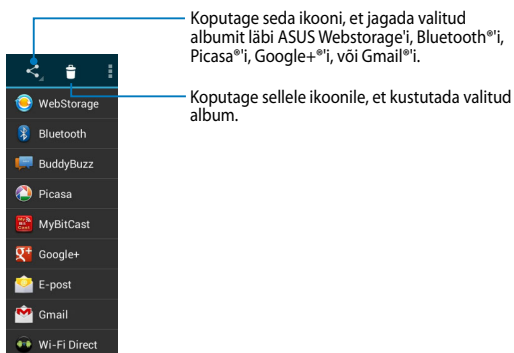 Koputage seda ikooni, et jagada valitud
albumit läbi ASUS Webstorage'i, Bluetooth®'i,
Picasa®'i, Google+®'i, või Gmail®'i.
Koputage sellele ikoonile, et kustutada valitud
album.
WebStorage
Bluetooth
BuddyBuzz
Picasa
MyBitCast
Google+
E-post
Gmail
Wi-Fi Direct